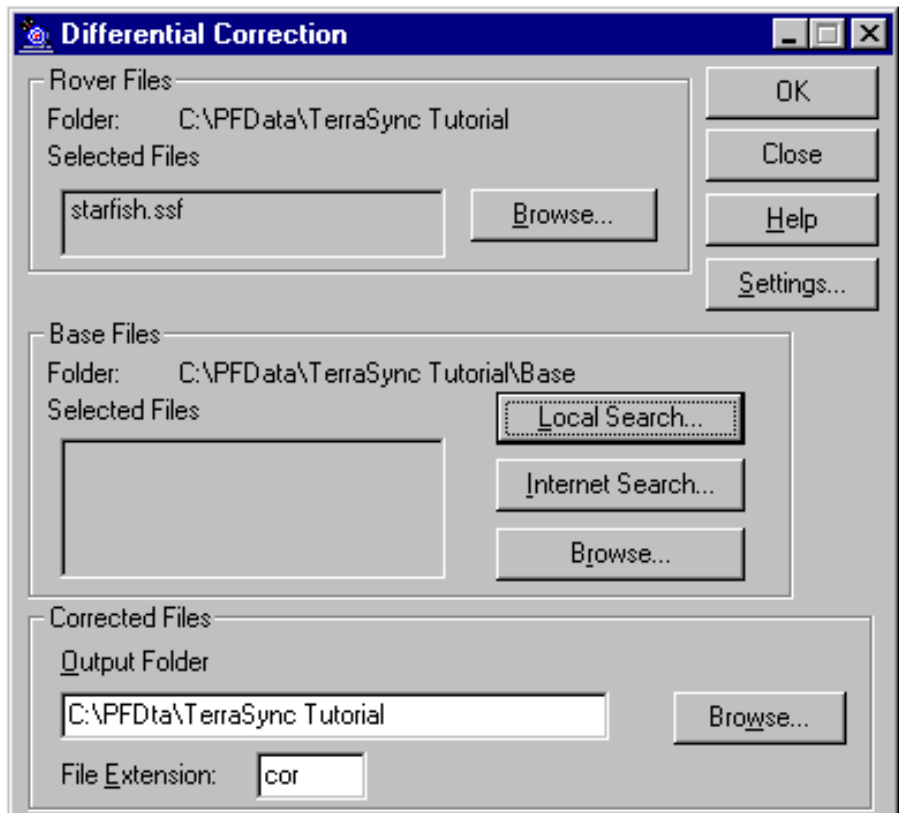 Differential Correction
Rover Files
OK
Folder: C:\PFData\TerraSync Tutorial
Selected Files
Close
starfish.ssf
Browse...
Help
Settings...
Base Files
Folder: C:\PFData\TerraSync Tutorial\Base
Selected Files
Local Search...
Internet Search...
Browse...
Corrected Files
Output Folder
C:\PFDta\TerraSync Tutorial
Browse...
File Extension: cor